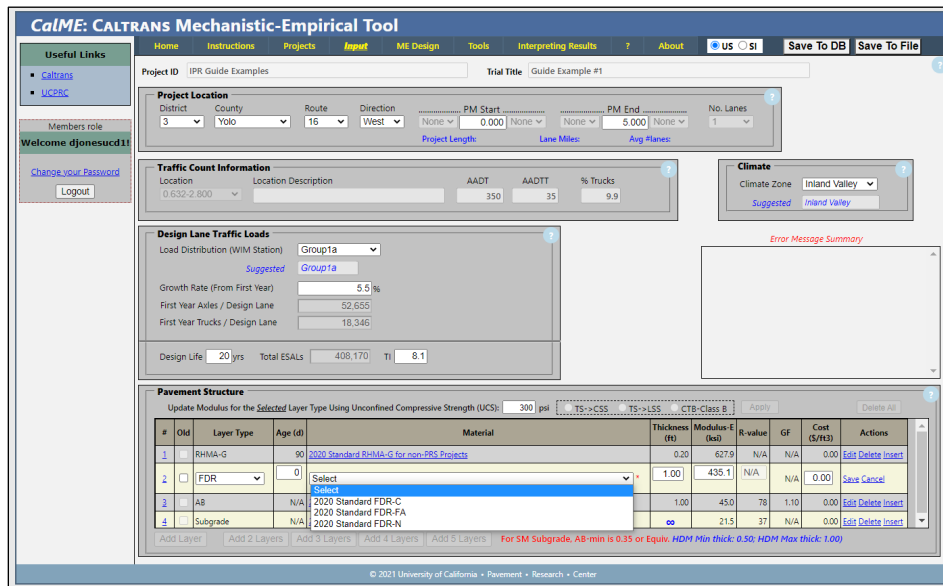 CalME: CALTRANS Mechanistic-Empirical Tool
Useful Links
Caltrans
UCPRC
Members role
Welcome djonesucd1!
Change your Password
Logout
Home Instructions Projects Input ME Design Tools Interpreting Results ? About US SI Save To DB Save To File
?
Project ID IPR Guide Examples Trial Title Guide Example #1
Project Location ?
District County Route Direction .................... PM Start .................... .................... PM End .................... No. Lanes
3 Yolo 16 West None 0.000 None None 5.000 None 1
Project Length: Lane Miles: Avg #lanes:
Traffic Count Information ?
Location Location Description AADT AADTT % Trucks
0.632-2.800 350 35 9.9
Climate ?
Climate Zone Inland Valley
Suggested Inland Valley
Design Lane Traffic Loads ?
Load Distribution (WIM Station) Group1a
Suggested Group1a
Growth Rate (From First Year) 5.5 %
First Year Axles / Design Lane 52,655
First Year Trucks / Design Lane 18,346
Design Life 20 yrs Total ESALs 408,170 TI 8.1
Error Message Summary
Pavement Structure ?
Update Modulus for the Selected Layer Type Using Unconfined Compressive Strength (UCS): 300 psi TS->CSS TS->LSS CTB-Class B Apply Delete All
# Old Layer Type Age (d) Material Thickness (ft) Modulus-E (ksi) R-value GF Cost ($/ft3) Actions
1 RHMA-G 90 2020 Standard RHMA-G for non-PRS Projects 0.20 627.9 N/A N/A 0.00 Edit Delete Insert
2 FDR 0 Select * 1.00 435.1 N/A N/A 0.00 Save Cancel
Select
2020 Standard FDR-C
2020 Standard FDR-FA
2020 Standard FDR-N
3 AB N/A 1.00 45.0 78 1.10 0.00 Edit Delete Insert
4 Subgrade N/A ∞ 21.5 37 N/A 0.00 Edit Delete Insert
Add Layer Add 2 Layers Add 3 Layers Add 4 Layers Add 5 Layers For SM Subgrade, AB-min is 0.35 or Equiv. HDM Min thick: 0.50; HDM Max thick: 1.00)
© 2021 University of California • Pavement • Research • Center